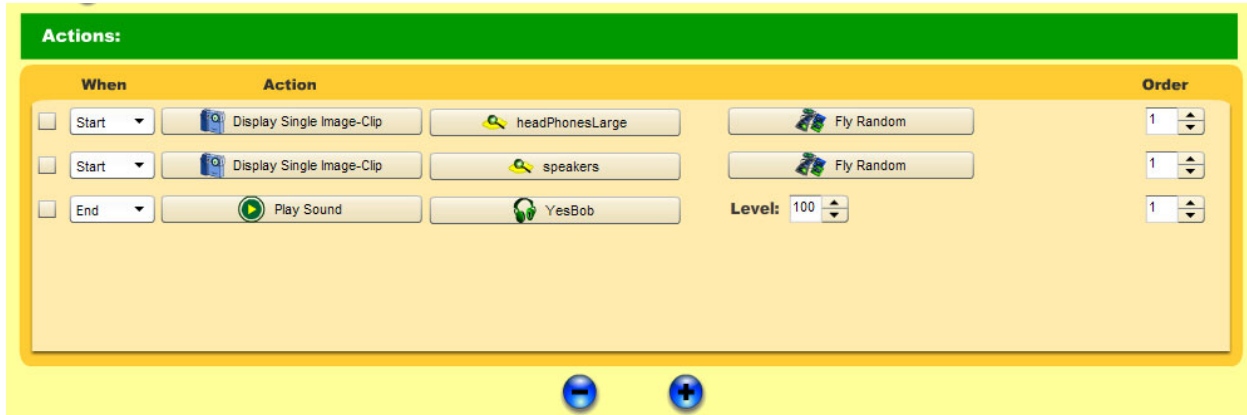 Actions:
When Action Order
Start Display Single Image-Clip headPhonesLarge Fly Random 1
Start Display Single Image-Clip speakers Fly Random 1
End Play Sound YesBob Level: 100 1